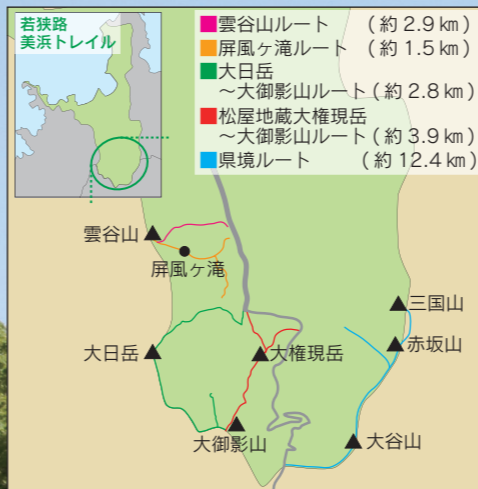 若狭路
美浜トレイル
雲谷山ルート (約 2.9 km)
屏風ヶ滝ルート (約 1.5 km)
大日岳
～大御影山ルート (約 2.8 km)
松屋地蔵大権現岳
～大御影山ルート (約 3.9 km)
県境ルート (約 12.4 km)
雲谷山
屏風ヶ滝
三国山
赤坂山
大日岳
大権現岳
大御影山
大谷山